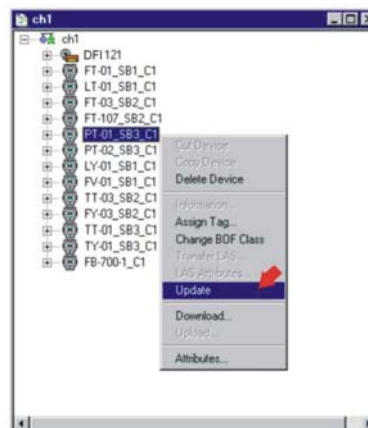 ch1
ch1
DFI121
FT-01_SB1_C1
LT-01_SB1_C1
FT-03_SB2_C1
FT-107_SB2_C1
PT-01_SB3_C1
PT-02_SB3_C1
LY-01_SB1_C1
FV-01_SB1_C1
TT-03_SB2_C1
FY-03_SB2_C1
TT-01_SB3_C1
TY-01_SB3_C1
FB-700-1_C1
Cut Device
Copy Device
Delete Device
Information...
Assign Tag...
Change BOF Class
Transfer LAS...
LAS Attributes...
Update
Download...
Upload...
Attributes...